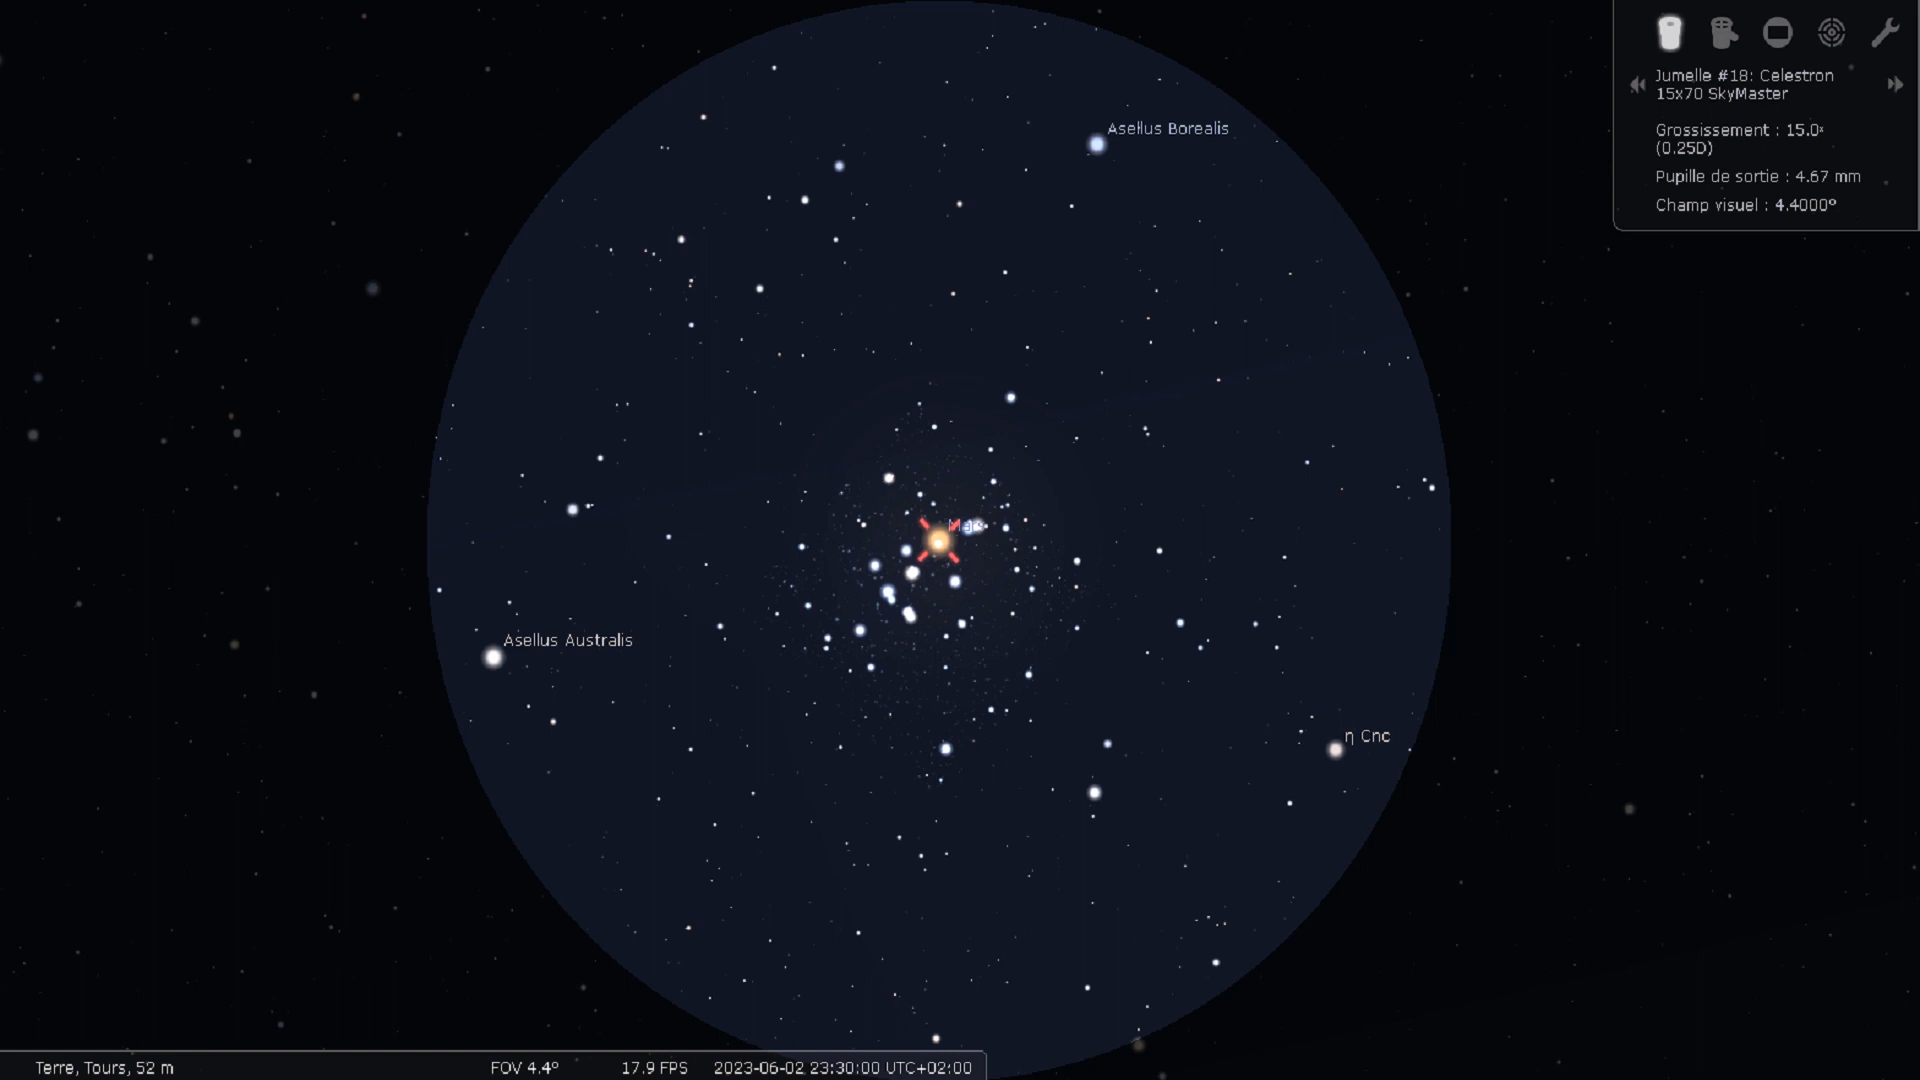 Jumelle #18: Celestron
15x70 SkyMaster
Grossissement : 15.0ˣ
(0.25D)
Pupille de sortie : 4.67 mm
Champ visuel : 4.4000°
Asellus Borealis
Mars
Asellus Australis
η Cnc
Terre, Tours, 52 m
FOV 4.4°
17.9 FPS
2023-06-02 23:30:00 UTC+02:00